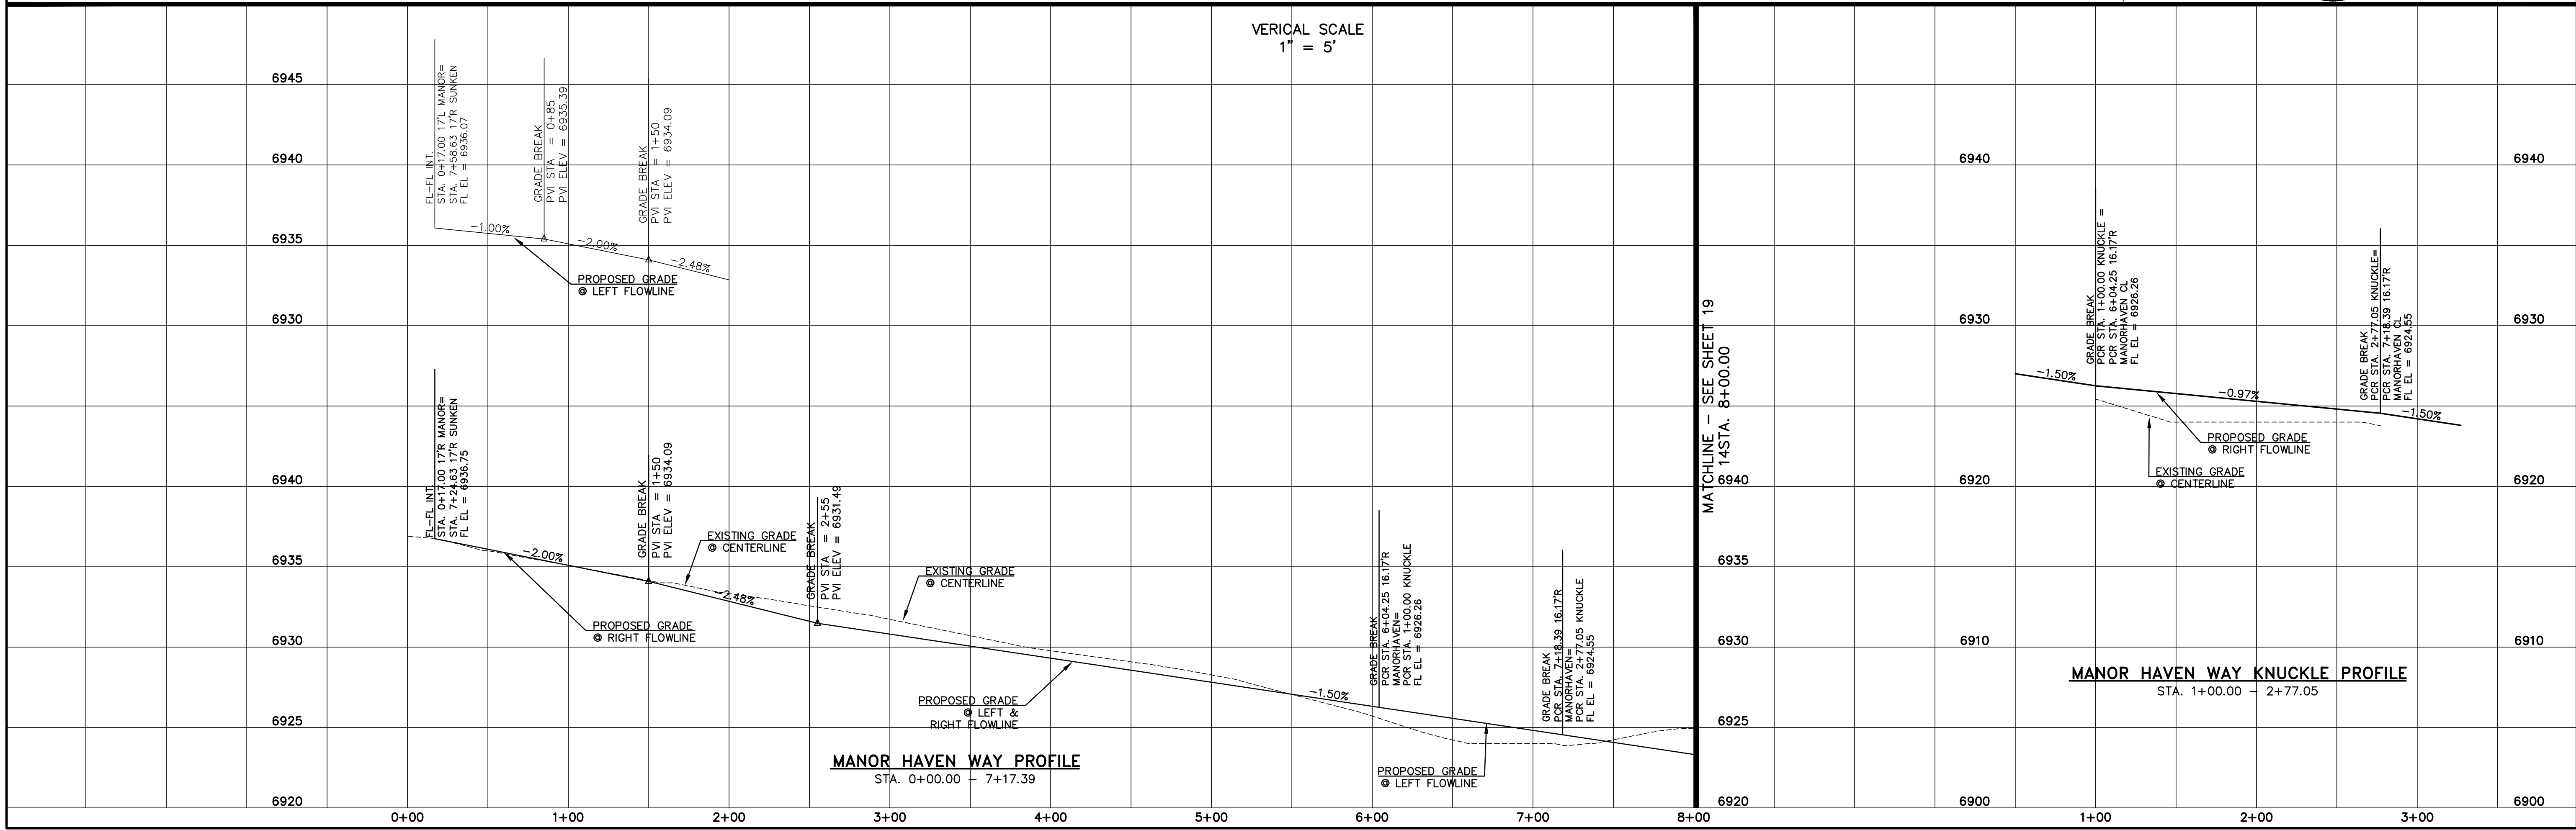 VERICAL SCALE
1" = 5'
6945
6940
6935
6930
FL-FL INT.
STA. 0+17.00 17'L MANOR=
STA. 7+58.63 17'R SUNKEN
FL EL = 6936.07
GRADE BREAK
PVI STA = 0+85
PVI ELEV = 6935.39
GRADE BREAK
PVI STA = 1+50
PVI ELEV = 6934.09
-1.00%
-2.00%
-2.48%
PROPOSED GRADE
@ LEFT FLOWLINE
6940
6935
6930
6925
6920
FL-FL INT.
STA. 0+17.00 17'R MANOR=
STA. 7+24.63 17'R SUNKEN
FL EL = 6936.75
GRADE BREAK
PVI STA = 1+50
PVI ELEV = 6934.09
GRADE BREAK
PVI STA = 2+55
PVI ELEV = 6931.49
-2.00%
-2.48%
EXISTING GRADE
@ CENTERLINE
EXISTING GRADE
@ CENTERLINE
PROPOSED GRADE
@ RIGHT FLOWLINE
PROPOSED GRADE
@ LEFT &
RIGHT FLOWLINE
-1.50%
GRADE BREAK
PCR STA. 6+04.25 16.17'R
MANORHAVEN=
PCR STA. 1+00.00 KNUCKLE
FL EL = 6926.26
GRADE BREAK
PCR STA. 7+18.39 16.17'R
MANORHAVEN=
PCR STA. 2+77.05 KNUCKLE
FL EL = 6924.55
PROPOSED GRADE
@ LEFT FLOWLINE
MANOR HAVEN WAY PROFILE
STA. 0+00.00 - 7+17.39
0+00
1+00
2+00
3+00
4+00
5+00
6+00
7+00
8+00
MATCHLINE - SEE SHEET 19
14STA. 8+00.00
6940
6935
6930
6925
6920
6940
6930
6920
6910
6900
GRADE BREAK
PCR STA. 1+00.00 KNUCKLE =
PCR STA. 6+04.25 16.17'R
MANORHAVEN CL
FL EL = 6926.26
GRADE BREAK
PCR STA. 2+77.05 KNUCKLE=
PCR STA. 7+18.39 16.17'R
MANORHAVEN CL
FL EL = 6924.55
-1.50%
-0.97%
-1.50%
PROPOSED GRADE
@ RIGHT FLOWLINE
EXISTING GRADE
@ CENTERLINE
MANOR HAVEN WAY KNUCKLE PROFILE
STA. 1+00.00 - 2+77.05
1+00
2+00
3+00
6940
6930
6920
6910
6900